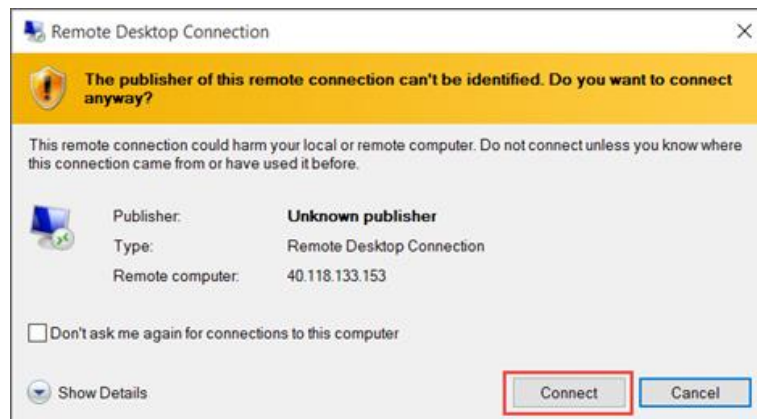 Remote Desktop Connection
The publisher of this remote connection can't be identified. Do you want to connect
anyway?
This remote connection could harm your local or remote computer. Do not connect unless you know where
this connection came from or have used it before.
Publisher: Unknown publisher
Type: Remote Desktop Connection
Remote computer: 40.118.133.153
Don't ask me again for connections to this computer
Show Details Connect Cancel